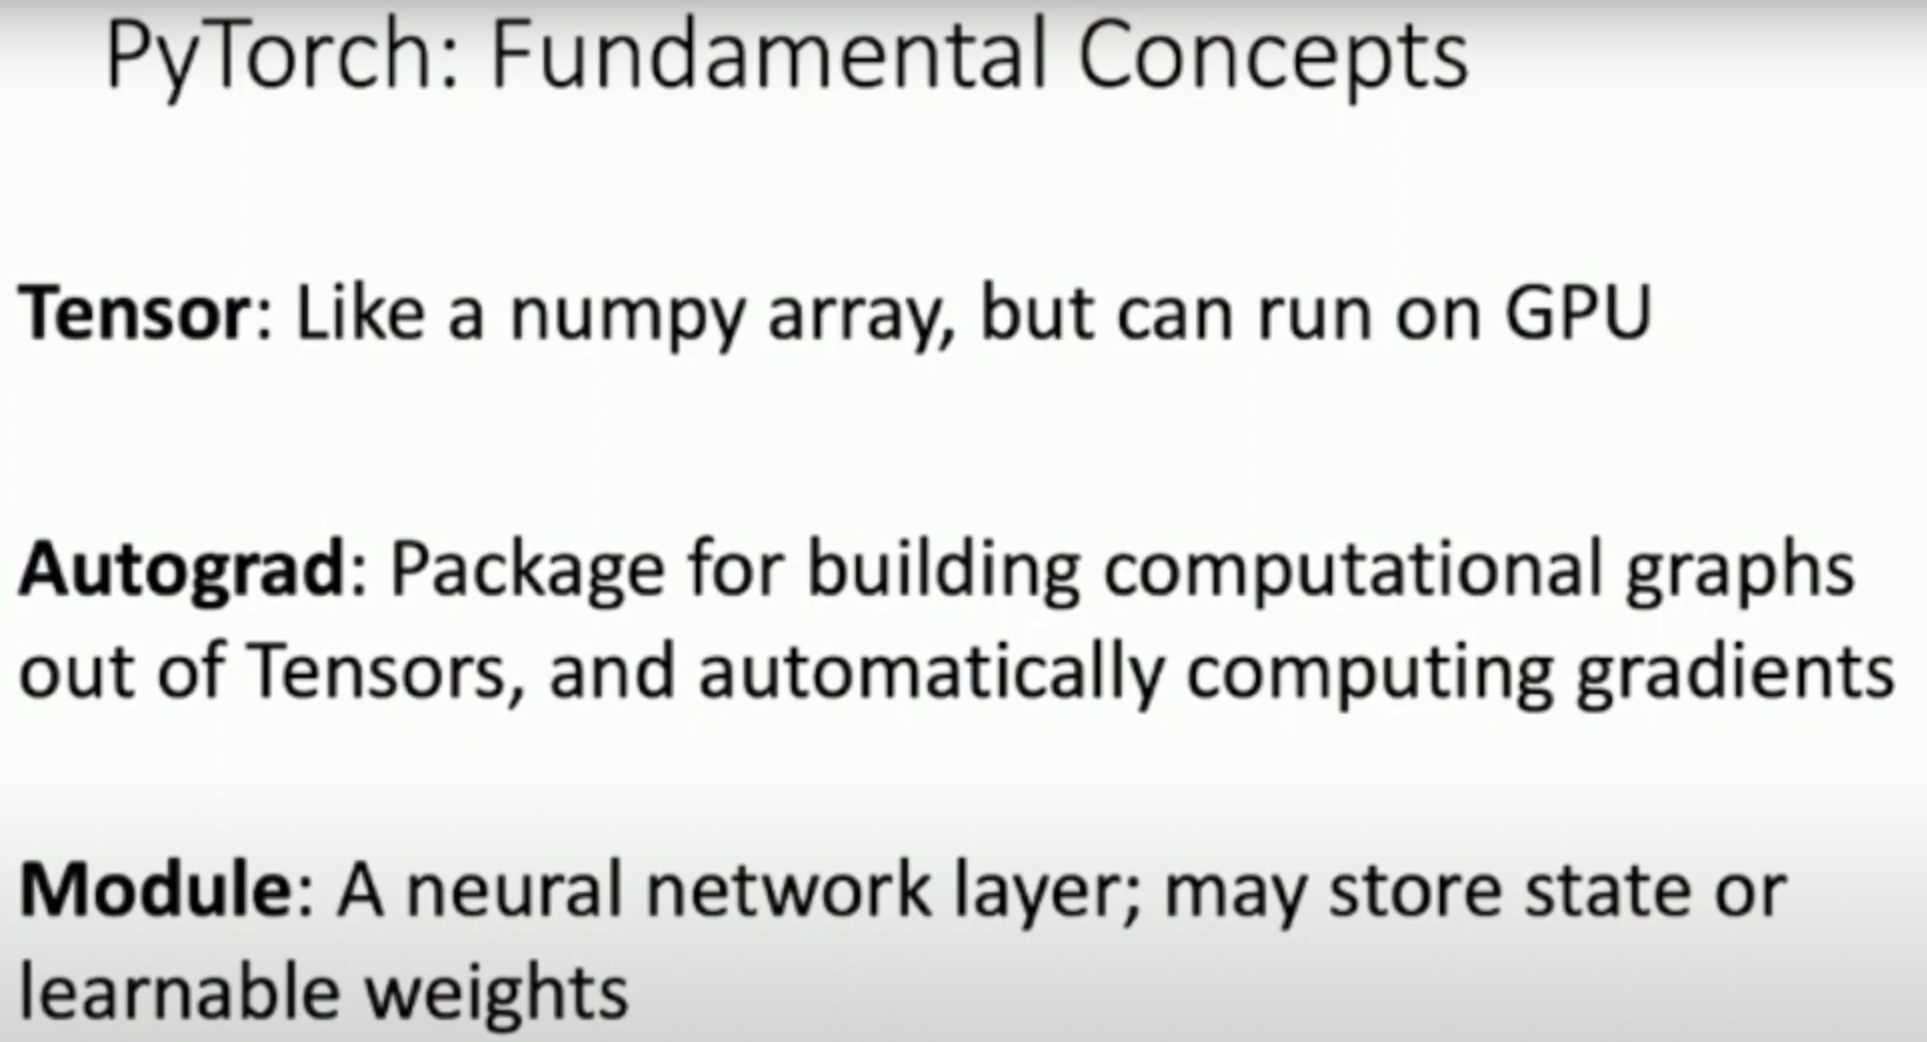 PyTorch: Fundamental Concepts
Tensor: Like a numpy array, but can run on GPU
Autograd: Package for building computational graphs
out of Tensors, and automatically computing gradients
Module: A neural network layer; may store state or
learnable weights